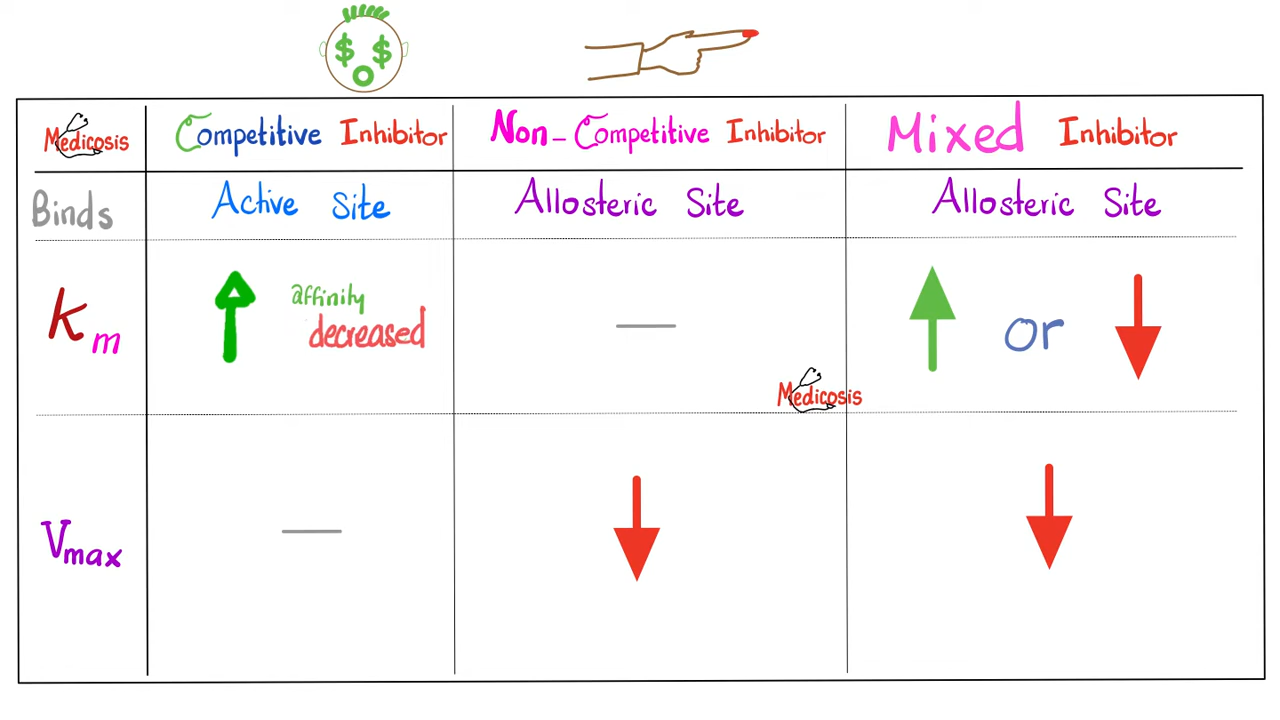 $ $
Medicosis
Competitive Inhibitor
Non-Competitive Inhibitor
Mixed Inhibitor
Binds
Active Site
Allosteric Site
Allosteric Site
km
affinity
decreased
—
or
Medicosis
Vmax
—